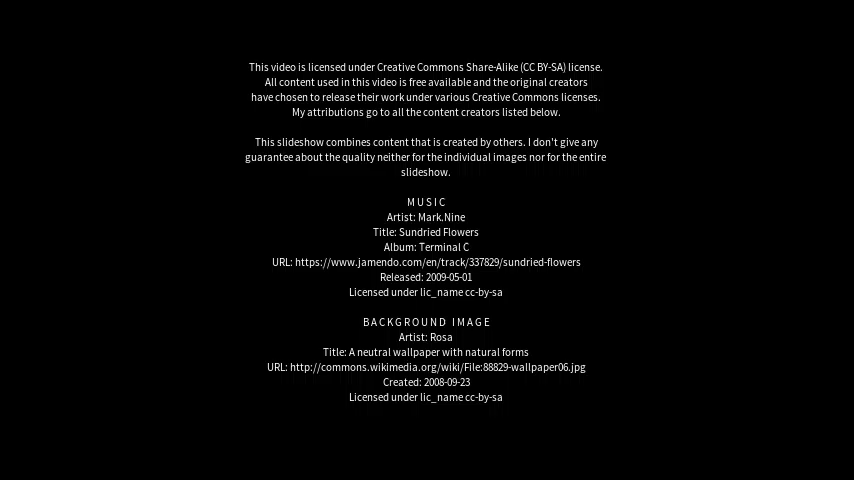 This video is licensed under Creative Commons Share-Alike (CC BY-SA) license.
All content used in this video is free available and the original creators
have chosen to release their work under various Creative Commons licenses.
My attributions go to all the content creators listed below.
This slideshow combines content that is created by others. I don't give any
guarantee about the quality neither for the individual images nor for the entire
slideshow.
MUSIC
Artist: Mark.Nine
Title: Sundried Flowers
Album: Terminal C
URL: https://www.jamendo.com/en/track/337829/sundried-flowers
Released: 2009-05-01
Licensed under lic_name cc-by-sa
BACKGROUND IMAGE
Artist: Rosa
Title: A neutral wallpaper with natural forms
URL: http://commons.wikimedia.org/wiki/File:88829-wallpaper06.jpg
Created: 2008-09-23
Licensed under lic_name cc-by-sa